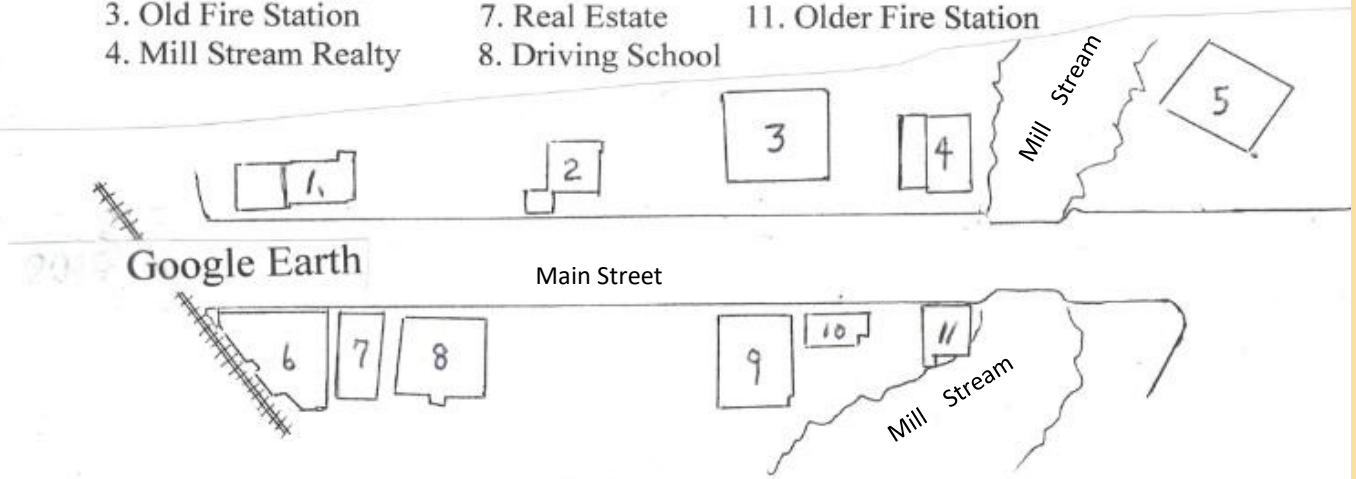 3. Old Fire Station 7. Real Estate 11. Older Fire Station
4. Mill Stream Realty 8. Driving School
Mill Stream
5
3
4
2
1.
Google Earth
Main Street
6
7
8
9
10
11
Mill Stream